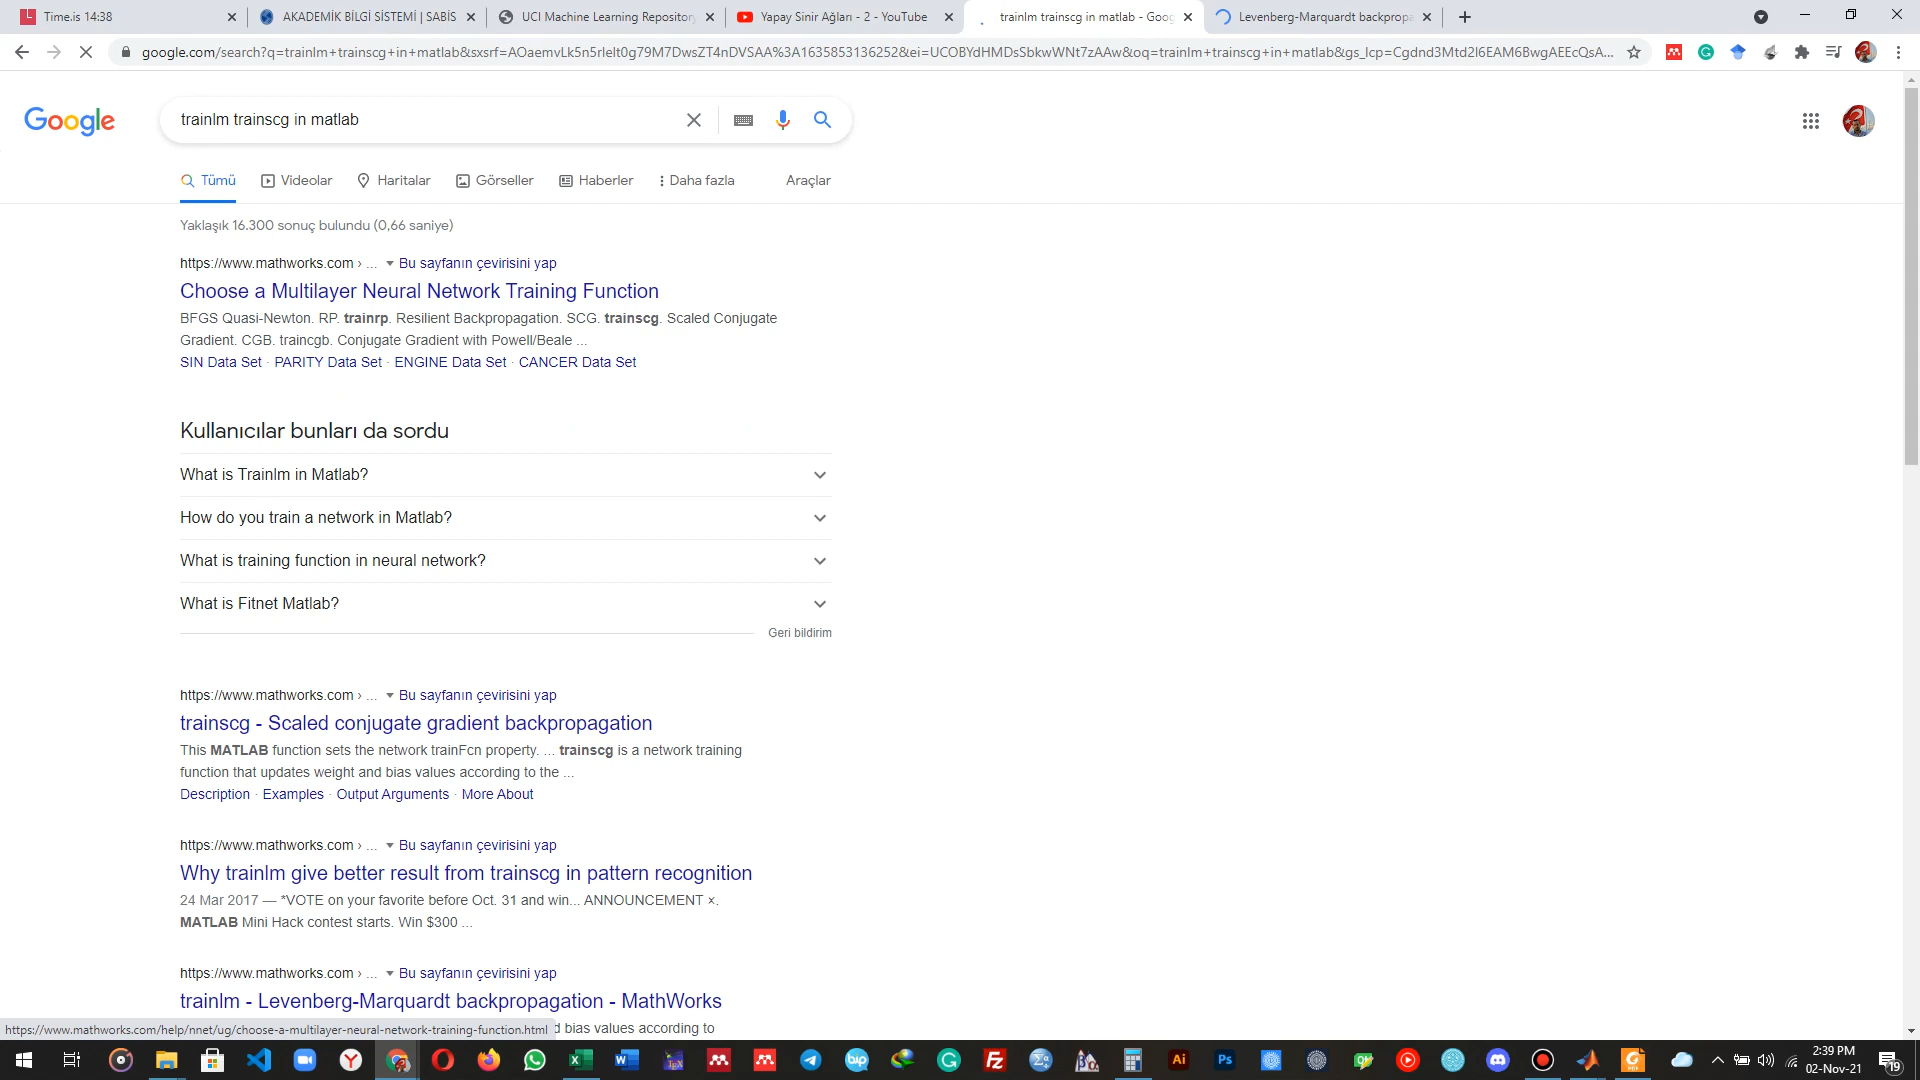 Time.is 14:38
AKADEMİK BİLGİ SİSTEMİ | SABİS
UCI Machine Learning Repository
Yapay Sinir Ağları - 2 - YouTube
trainlm trainscg in matlab - Goog
Levenberg-Marquardt backpropa
google.com/search?q=trainlm+trainscg+in+matlab&sxsrf=AOaemvLk5n5rIelt0g79M7DwsZT4nDVSAA%3A1635853136252&ei=UCOBYdHMDsSbkwWNt7zAAw&oq=trainlm+trainscg+in+matlab&gs_lcp=Cgdnd3Mtd2l6EAM6BwgAEEcQsA...
Google
trainlm trainscg in matlab
Tümü
Videolar
Haritalar
Görseller
Haberler
Daha fazla
Araçlar
Yaklaşık 16.300 sonuç bulundu (0,66 saniye)
https://www.mathworks.com › ... Bu sayfanın çevirisini yap
Choose a Multilayer Neural Network Training Function
BFGS Quasi-Newton. RP. trainrp. Resilient Backpropagation. SCG. trainscg. Scaled Conjugate
Gradient. CGB. traincgb. Conjugate Gradient with Powell/Beale ...
SIN Data Set · PARITY Data Set · ENGINE Data Set · CANCER Data Set
Kullanıcılar bunları da sordu
What is Trainlm in Matlab?
How do you train a network in Matlab?
What is training function in neural network?
What is Fitnet Matlab?
Geri bildirim
https://www.mathworks.com › ... Bu sayfanın çevirisini yap
trainscg - Scaled conjugate gradient backpropagation
This MATLAB function sets the network trainFcn property. ... trainscg is a network training
function that updates weight and bias values according to the ...
Description · Examples · Output Arguments · More About
https://www.mathworks.com › ... Bu sayfanın çevirisini yap
Why trainlm give better result from trainscg in pattern recognition
24 Mar 2017 — *VOTE on your favorite before Oct. 31 and win... ANNOUNCEMENT ×.
MATLAB Mini Hack contest starts. Win $300 ...
https://www.mathworks.com › ... Bu sayfanın çevirisini yap
trainlm - Levenberg-Marquardt backpropagation - MathWorks
d bias values according to
https://www.mathworks.com/help/nnet/ug/choose-a-multilayer-neural-network-training-function.html
2:39 PM
02-Nov-21
19